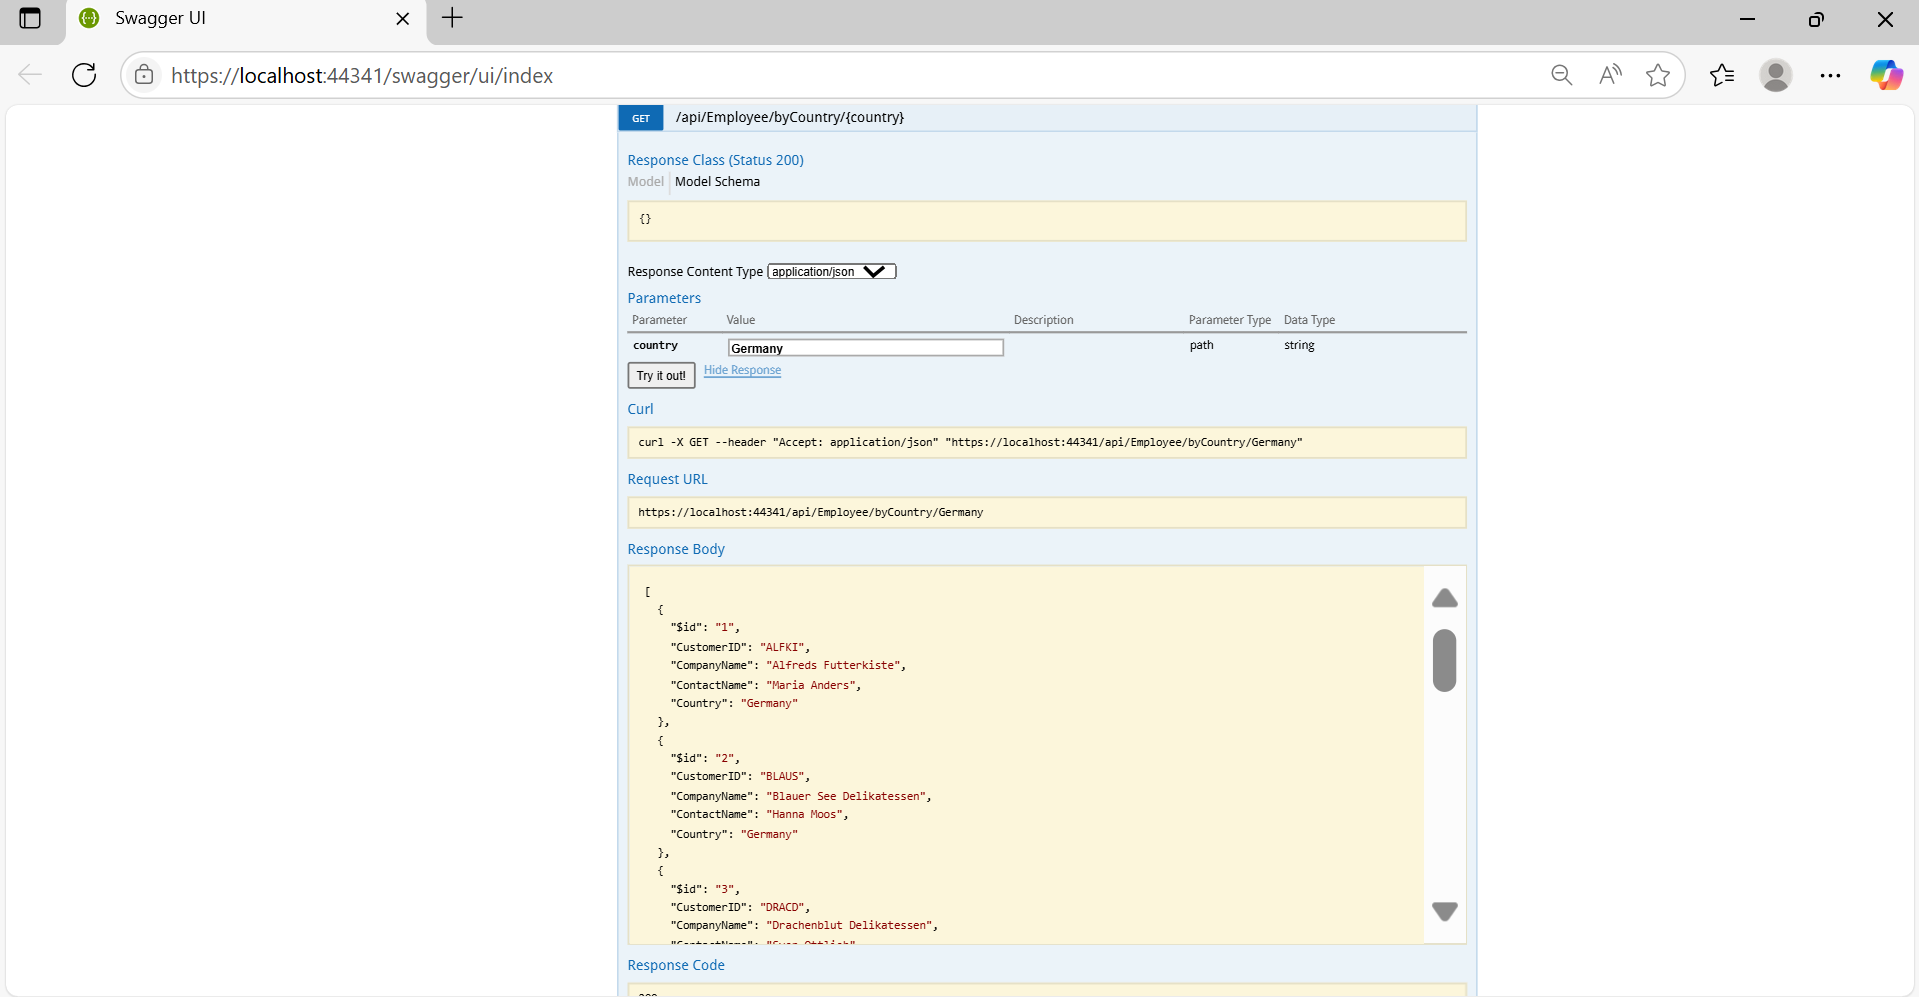 Swagger UI
https://localhost:44341/swagger/ui/index
GET /api/Employee/byCountry/{country}
Response Class (Status 200)
Model Model Schema
{}
Response Content Type application/json
Parameters
Parameter Value Description Parameter Type Data Type
country Germany path string
Try it out! Hide Response
Curl
curl -X GET --header "Accept: application/json" "https://localhost:44341/api/Employee/byCountry/Germany"
Request URL
https://localhost:44341/api/Employee/byCountry/Germany
Response Body
[
{
"$id": "1",
"CustomerID": "ALFKI",
"CompanyName": "Alfreds Futterkiste",
"ContactName": "Maria Anders",
"Country": "Germany"
},
{
"$id": "2",
"CustomerID": "BLAUS",
"CompanyName": "Blauer See Delikatessen",
"ContactName": "Hanna Moos",
"Country": "Germany"
},
{
"$id": "3",
"CustomerID": "DRACD",
"CompanyName": "Drachenblut Delikatessen",
"ContactName": "Sven Ottlieb"
Response Code
200